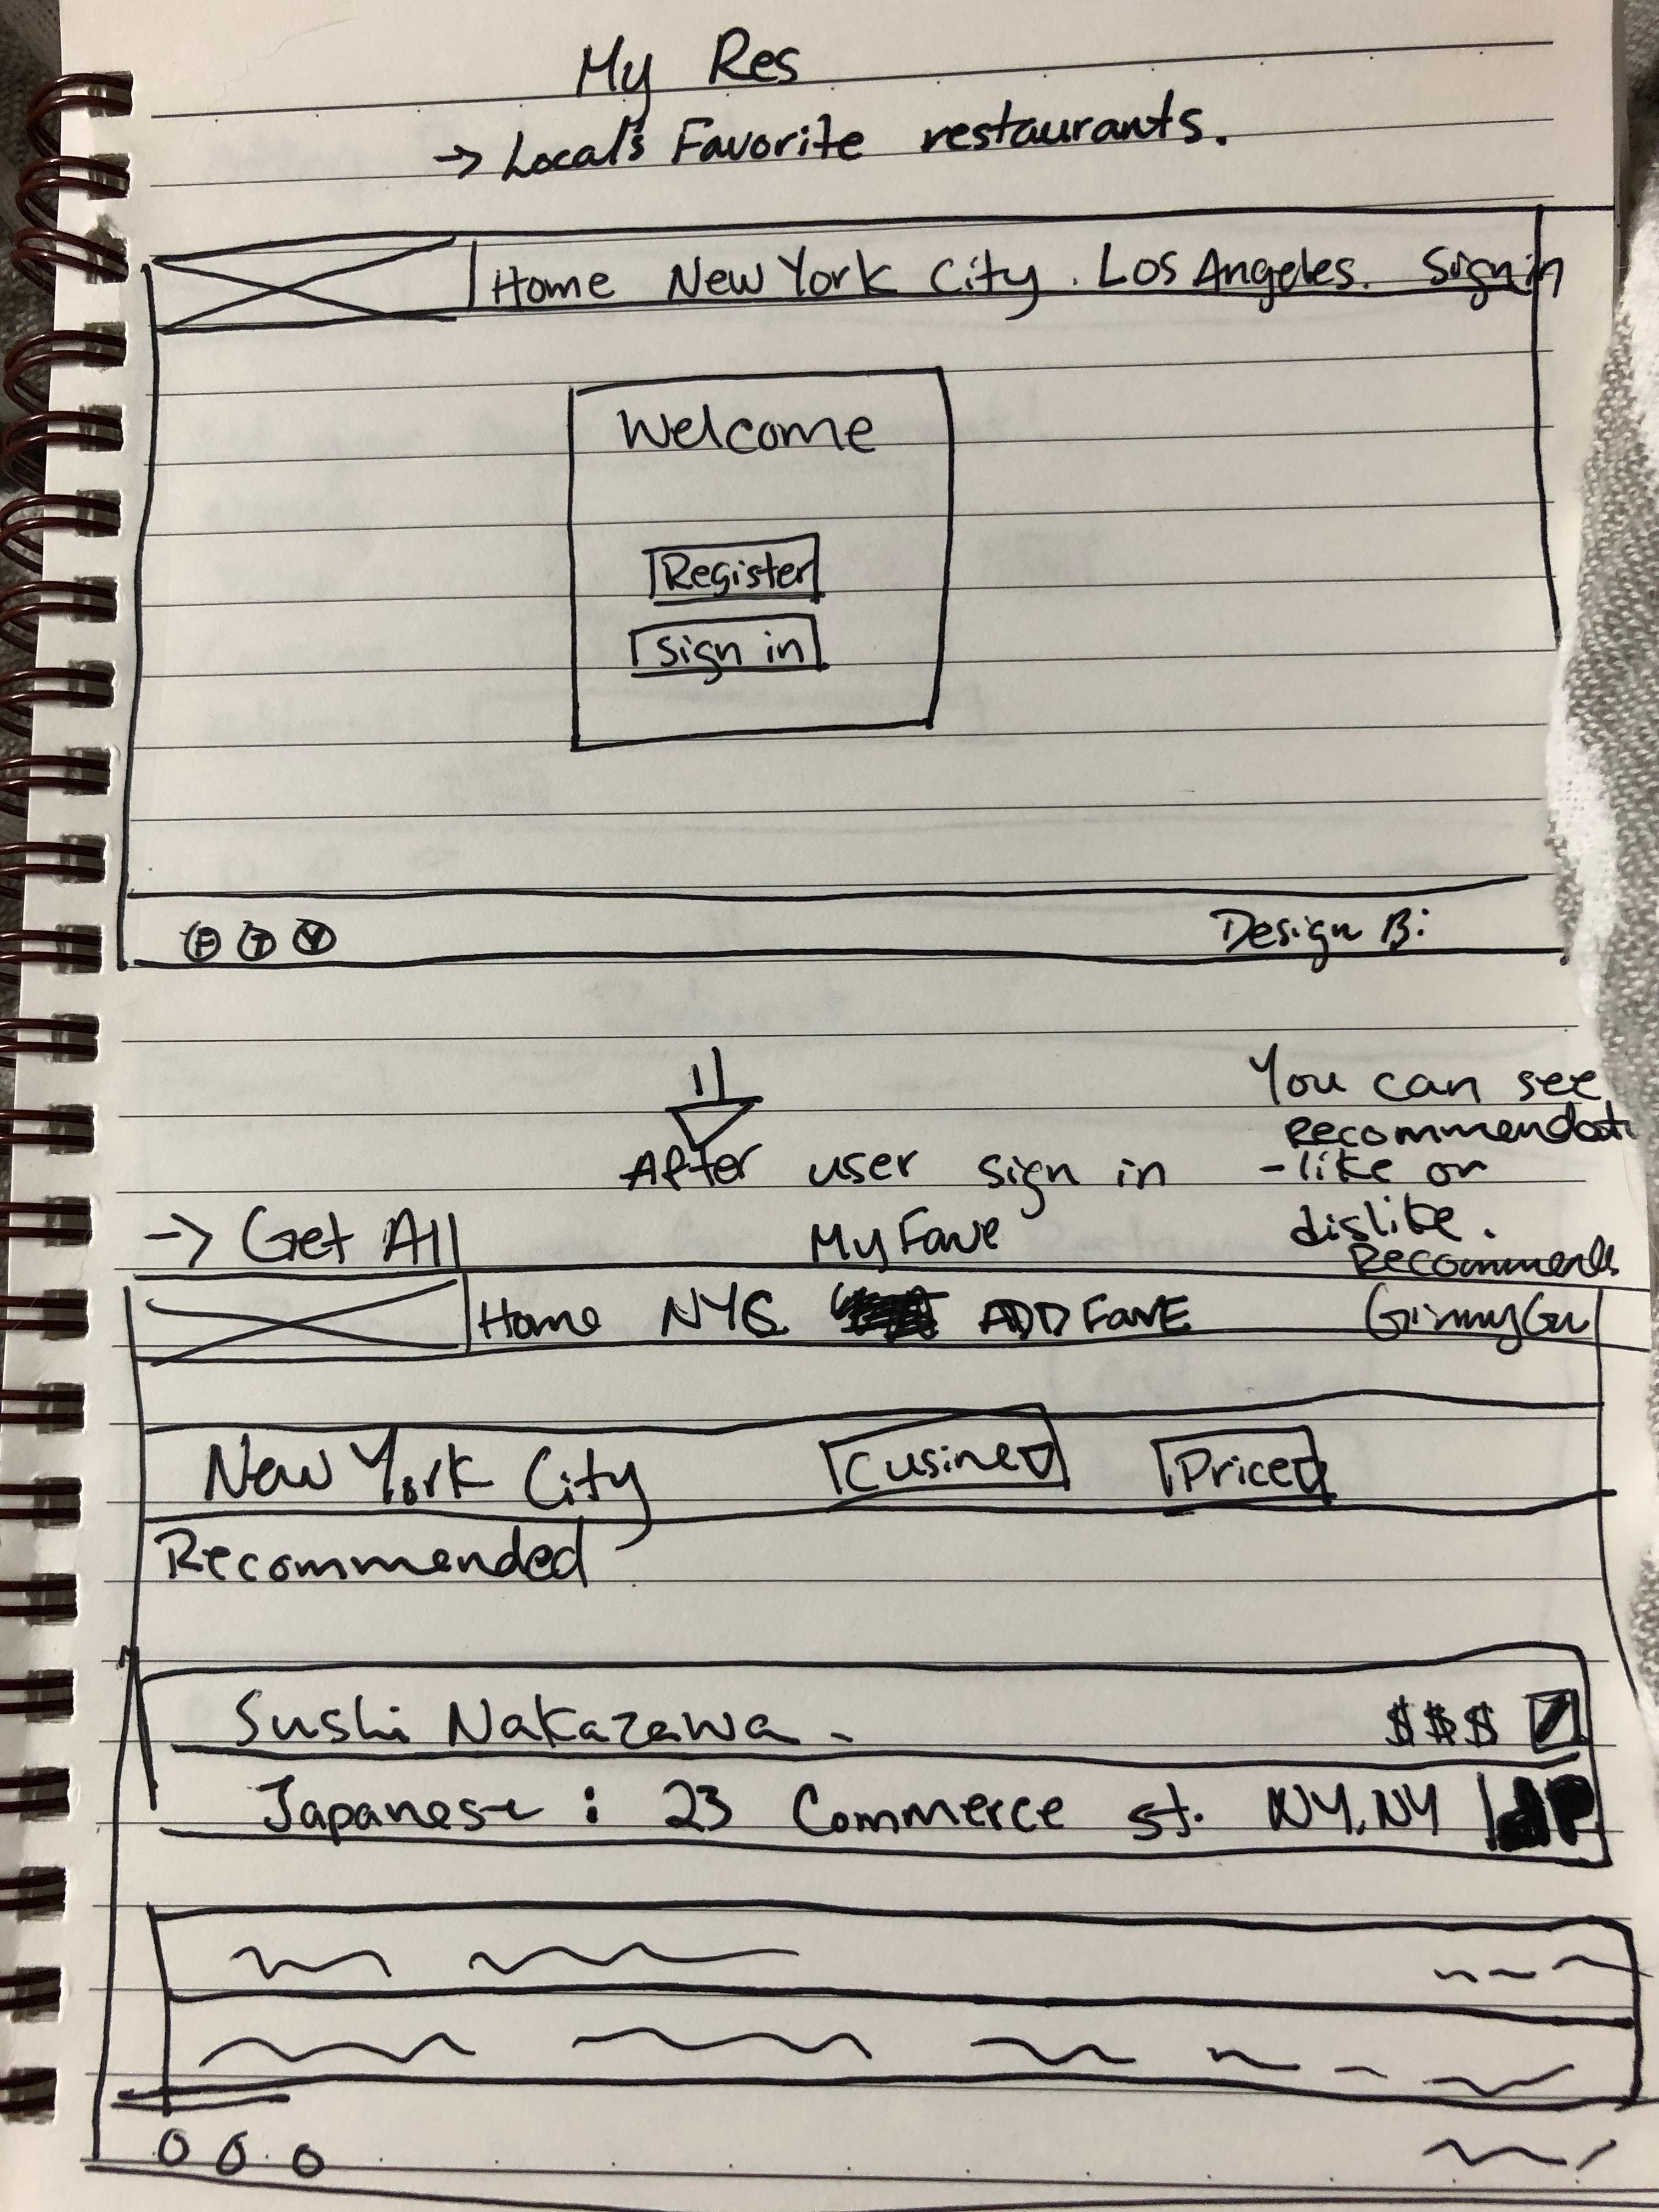 My Res
→ Local's Favorite restaurants.
Home New York City . Los Angeles. Sign in
Welcome
Register
Sign in
F T Y
Design B:
You can see
recommendati
After user sign in - like or
dislike.
→ Get All My Fave Recommends
Home NYC ADD FAVE GinnyGu
New York City Cusine Price
Recommended
Sushi Nakazawa - $$$
Japanese : 23 Commerce st. NY, NY